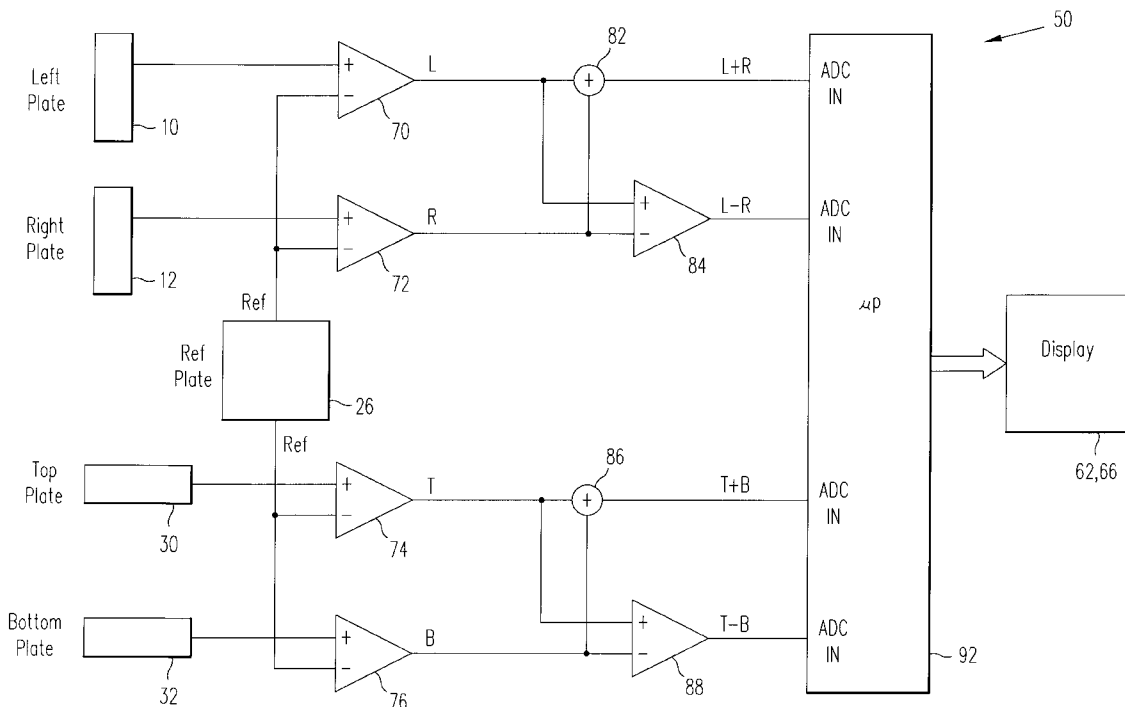 50
Left
Plate
10
+
−
L
70
82
+
L+R
ADC
IN
Right
Plate
12
+
−
R
72
+
−
L−R
84
ADC
IN
Ref
Ref
Plate
26
Ref
μp
Display
62,66
Top
Plate
30
+
−
T
74
86
+
T+B
ADC
IN
Bottom
Plate
32
+
−
B
76
+
−
T−B
88
ADC
IN
92